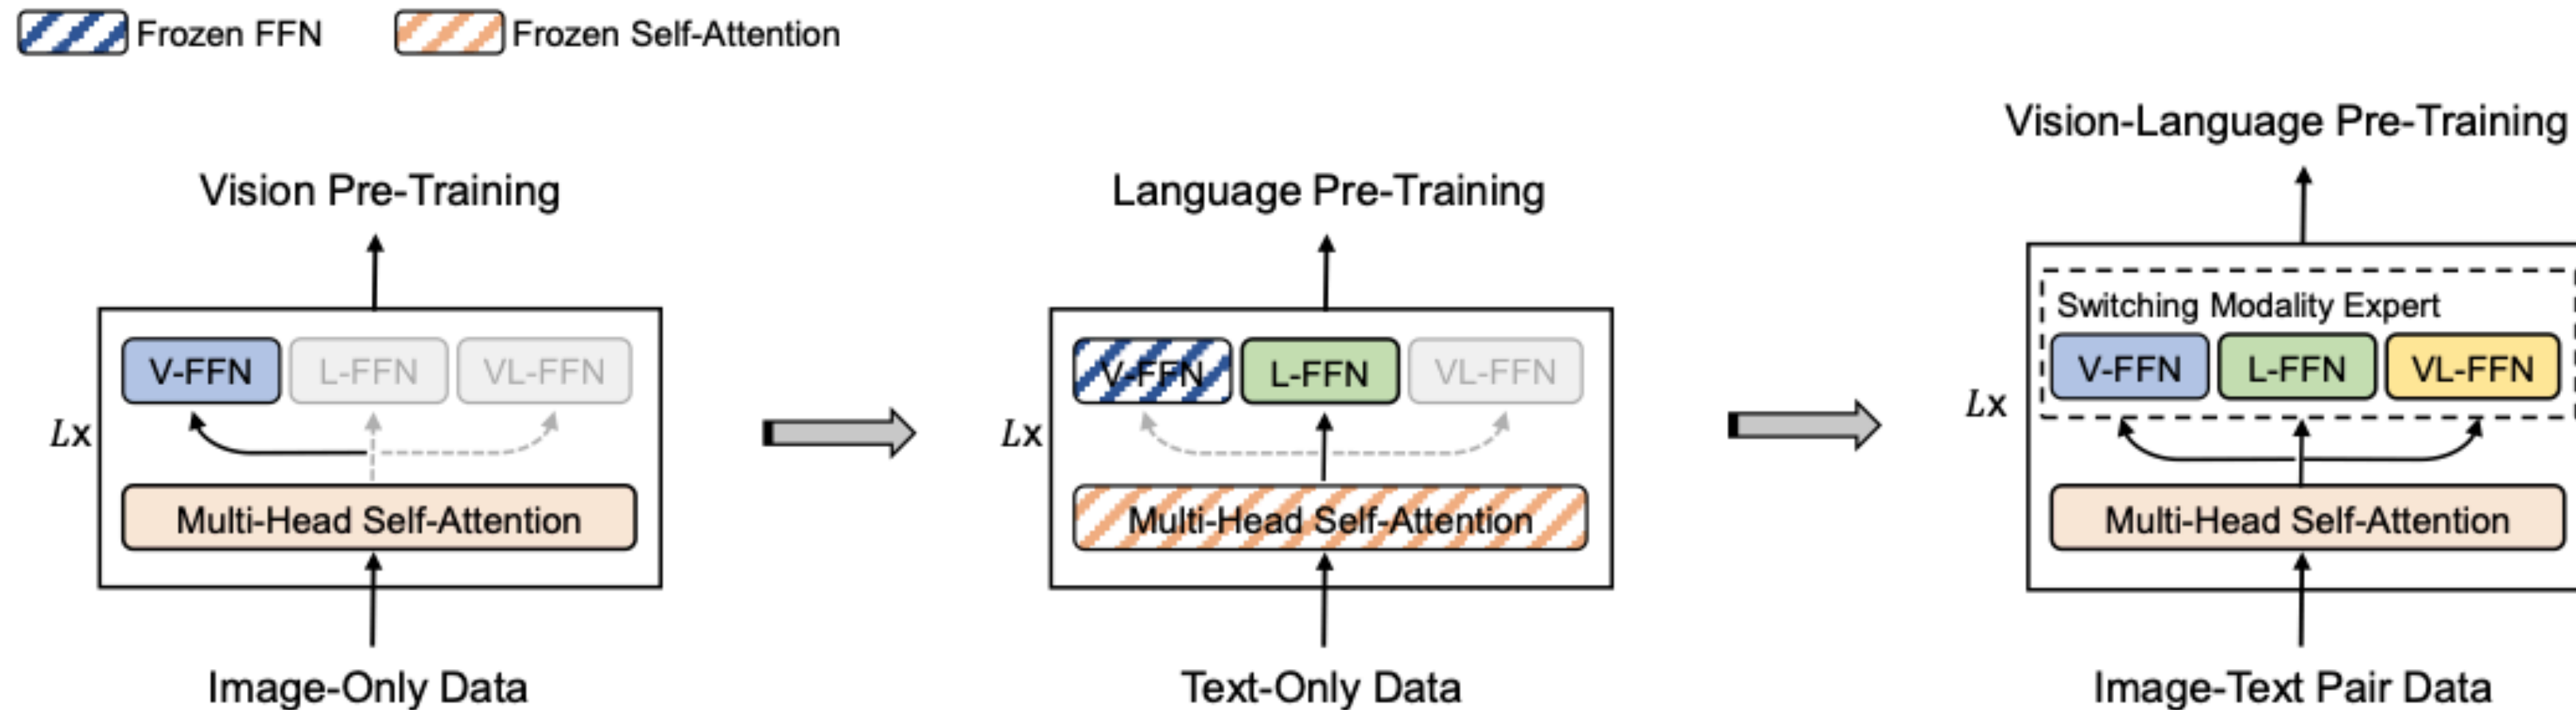 Frozen FFN
Frozen Self-Attention
Vision Pre-Training
V-FFN
L-FFN
VL-FFN
Lx
Multi-Head Self-Attention
Image-Only Data
Language Pre-Training
V-FFN
L-FFN
VL-FFN
Lx
Multi-Head Self-Attention
Text-Only Data
Vision-Language Pre-Training
Switching Modality Expert
V-FFN
L-FFN
VL-FFN
Lx
Multi-Head Self-Attention
Image-Text Pair Data